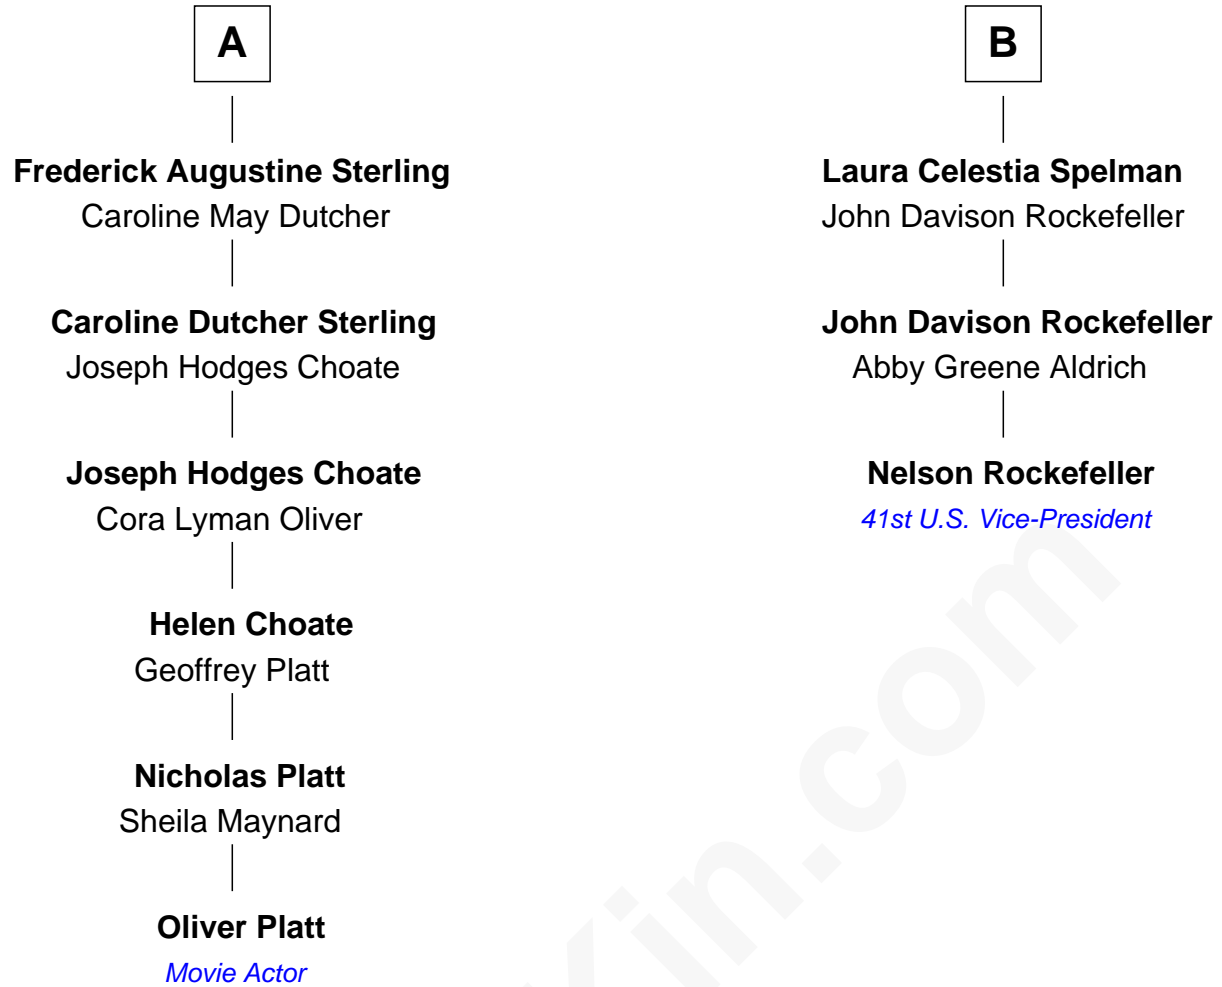 A
Frederick Augustine Sterling
Caroline May Dutcher
Caroline Dutcher Sterling
Joseph Hodges Choate
Joseph Hodges Choate
Cora Lyman Oliver
Helen Choate
Geoffrey Platt
Nicholas Platt
Sheila Maynard
Oliver Platt
Movie Actor
B
Laura Celestia Spelman
John Davison Rockefeller
John Davison Rockefeller
Abby Greene Aldrich
Nelson Rockefeller
41st U.S. Vice-President
Kin.com